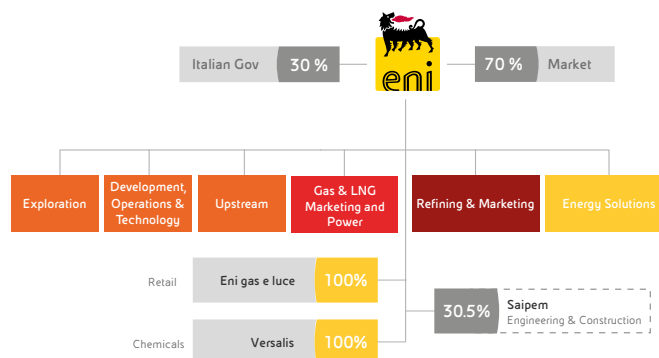 Italian Gov 30 %
eni
70 % Market
Exploration
Development,
Operations &
Technology
Upstream
Gas & LNG
Marketing and
Power
Refining & Marketing
Energy Solutions
Retail
Eni gas e luce 100%
30.5%
Saipem
Engineering & Construction
Chemicals
Versalis 100%